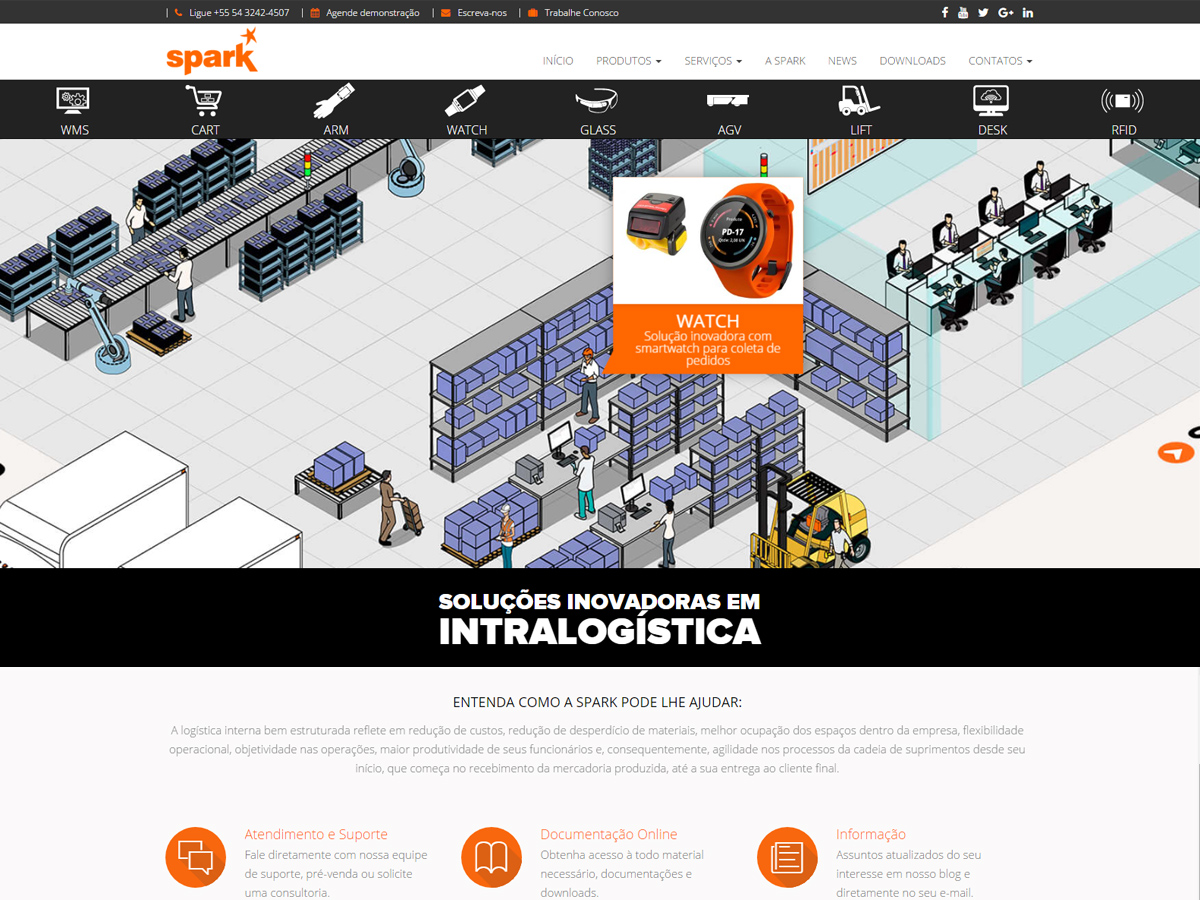 Ligue +55 54 3242-4507 | Agende demonstração | Escreva-nos | Trabalhe Conosco
spark
INÍCIO PRODUTOS SERVIÇOS A SPARK NEWS DOWNLOADS CONTATOS
WMS CART ARM WATCH GLASS AGV LIFT DESK RFID
Produto
PD-17
WATCH
Solução inovadora com
smartwatch para coleta de
pedidos
SOLUÇÕES INOVADORAS EM
INTRALOGÍSTICA
ENTENDA COMO A SPARK PODE LHE AJUDAR:
A logística interna bem estruturada reflete em redução de custos, redução de desperdício de materiais, melhor ocupação dos espaços dentro da empresa, flexibilidade
operacional, objetividade nas operações, maior produtividade de seus funcionários e, consequentemente, agilidade nos processos da cadeia de suprimentos desde seu
início, que começa no recebimento da mercadoria produzida, até a sua entrega ao cliente final.
Atendimento e Suporte
Fale diretamente com nossa equipe
de suporte, pré-venda ou solicite
uma consultoria.
Documentação Online
Obtenha acesso à todo material
necessário, documentações e
downloads.
Informação
Assuntos atualizados do seu
interesse em nosso blog e
diretamente no seu e-mail.